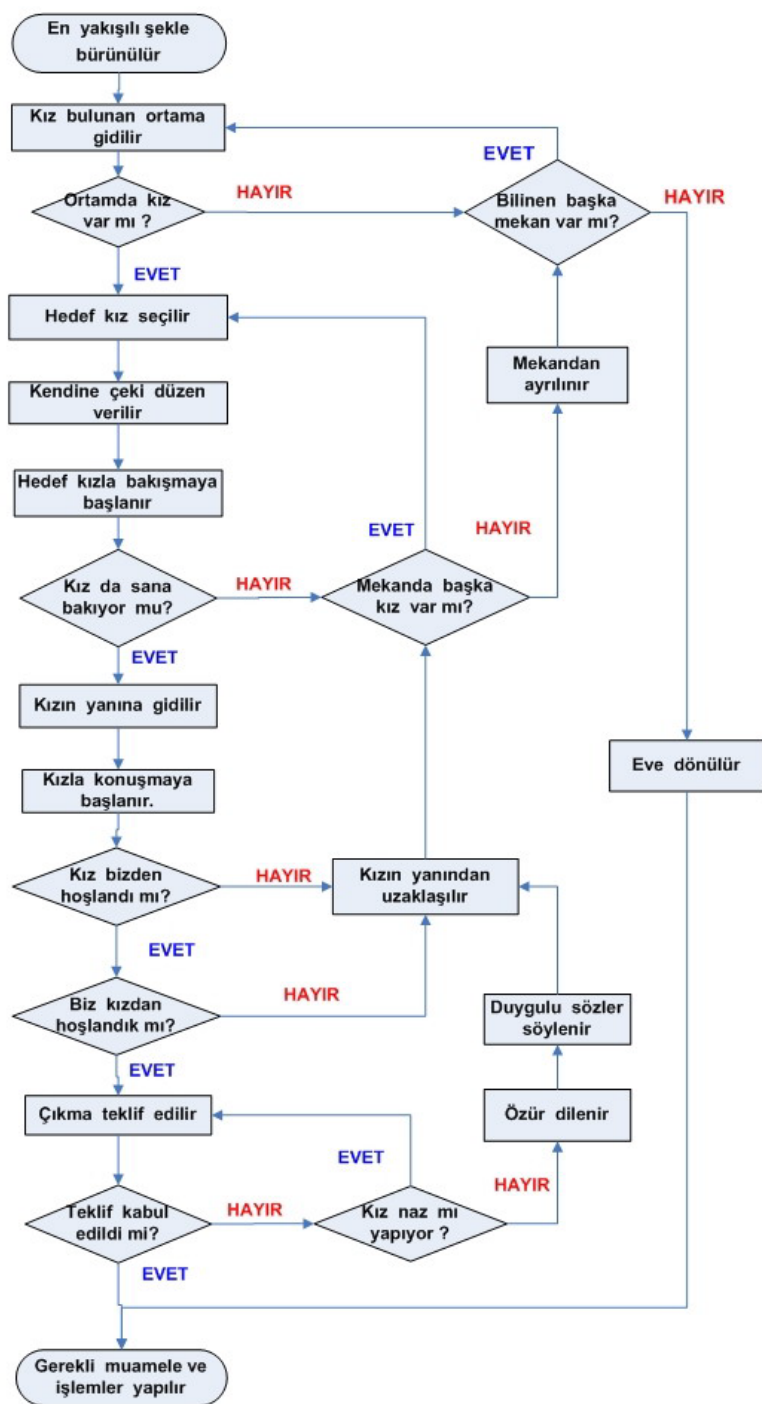 En yakışılı şekle
bürünülür
Kız bulunan ortama
gidilir
EVET
Ortamda kız
var mı ?
HAYIR
Bilinen başka
mekan var mı?
HAYIR
EVET
Hedef kız seçilir
Mekandan
ayrılınır
Kendine çeki düzen
verilir
Hedef kızla bakışmaya
başlanır
EVET
HAYIR
Kız da sana
bakıyor mu?
HAYIR
Mekanda başka
kız var mı?
EVET
Kızın yanına gidilir
Kızla konuşmaya
başlanır.
Eve dönülür
Kız bizden
hoşlandı mı?
HAYIR
Kızın yanından
uzaklaşılır
EVET
Biz kızdan
hoşlandık mı?
HAYIR
Duygulu sözler
söylenir
EVET
Çıkma teklif edilir
Özür dilenir
EVET
HAYIR
Teklif kabul
edildi mi?
HAYIR
Kız naz mı
yapıyor ?
EVET
Gerekli muamele ve
işlemler yapılır